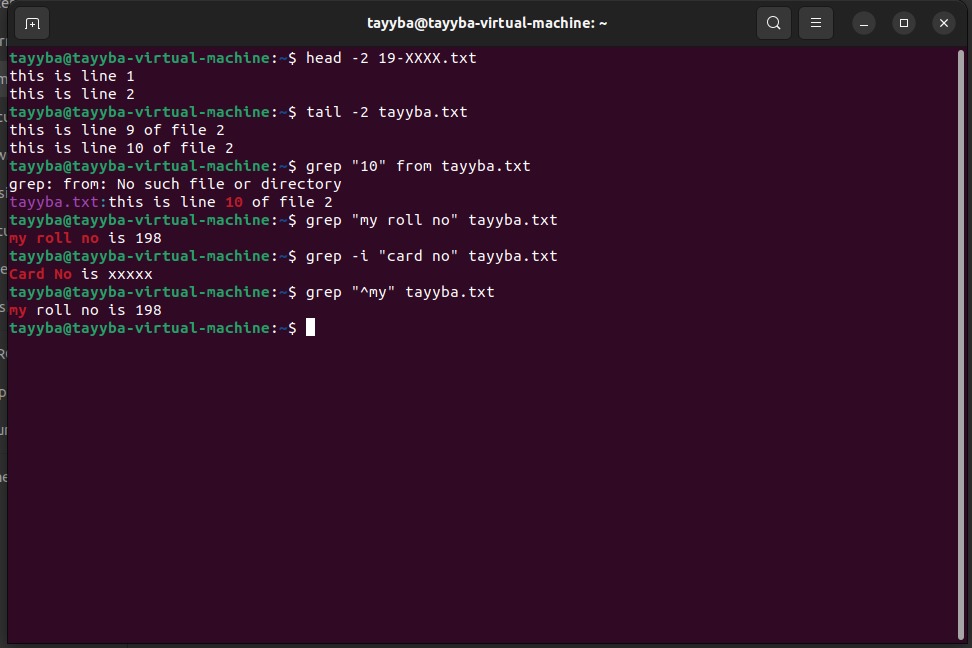 tayyba@tayyba-virtual-machine: ~
tayyba@tayyba-virtual-machine:~$ head -2 19-XXXX.txt
this is line 1
this is line 2
tayyba@tayyba-virtual-machine:~$ tail -2 tayyba.txt
this is line 9 of file 2
this is line 10 of file 2
tayyba@tayyba-virtual-machine:~$ grep "10" from tayyba.txt
grep: from: No such file or directory
tayyba.txt:this is line 10 of file 2
tayyba@tayyba-virtual-machine:~$ grep "my roll no" tayyba.txt
my roll no is 198
tayyba@tayyba-virtual-machine:~$ grep -i "card no" tayyba.txt
Card No is xxxxx
tayyba@tayyba-virtual-machine:~$ grep "^my" tayyba.txt
my roll no is 198
tayyba@tayyba-virtual-machine:~$